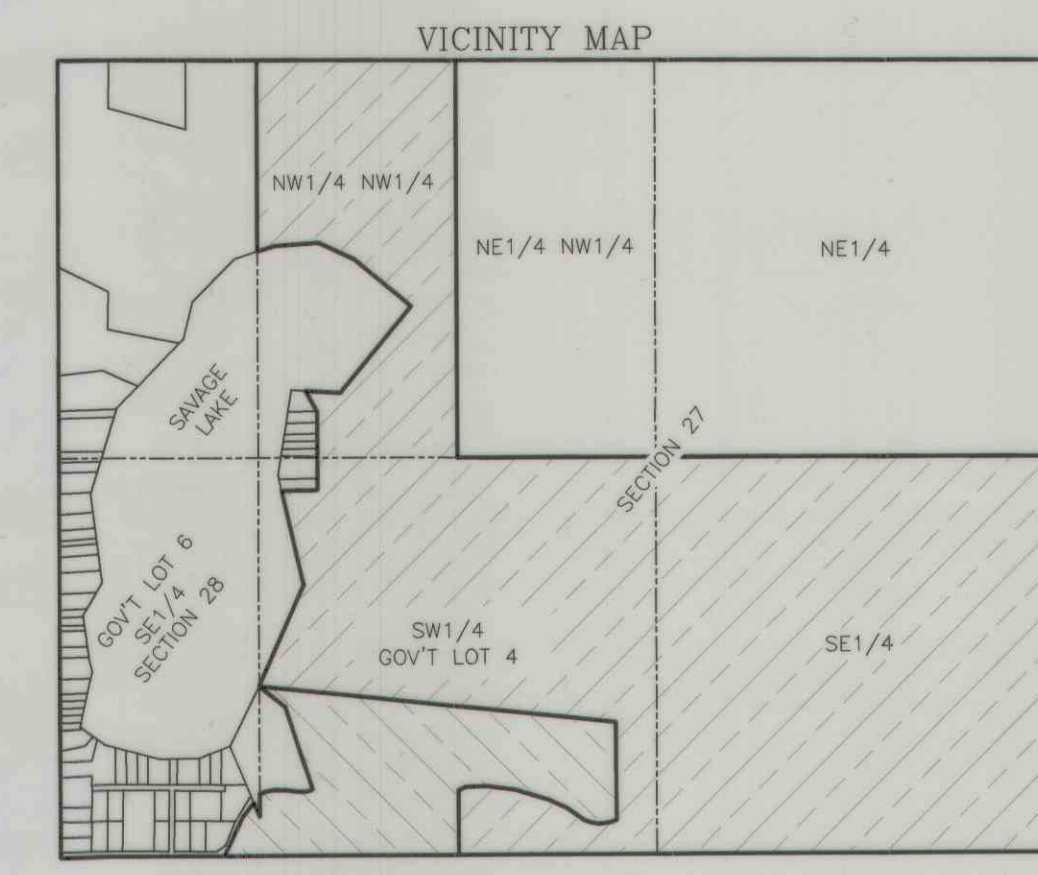 VICINITY MAP
NW1/4 NW1/4
NE1/4 NW1/4
NE1/4
SAVAGE
LAKE
SECTION 27
GOV'T LOT 6
SE1/4
SECTION 28
SW1/4
GOV'T LOT 4
SE1/4